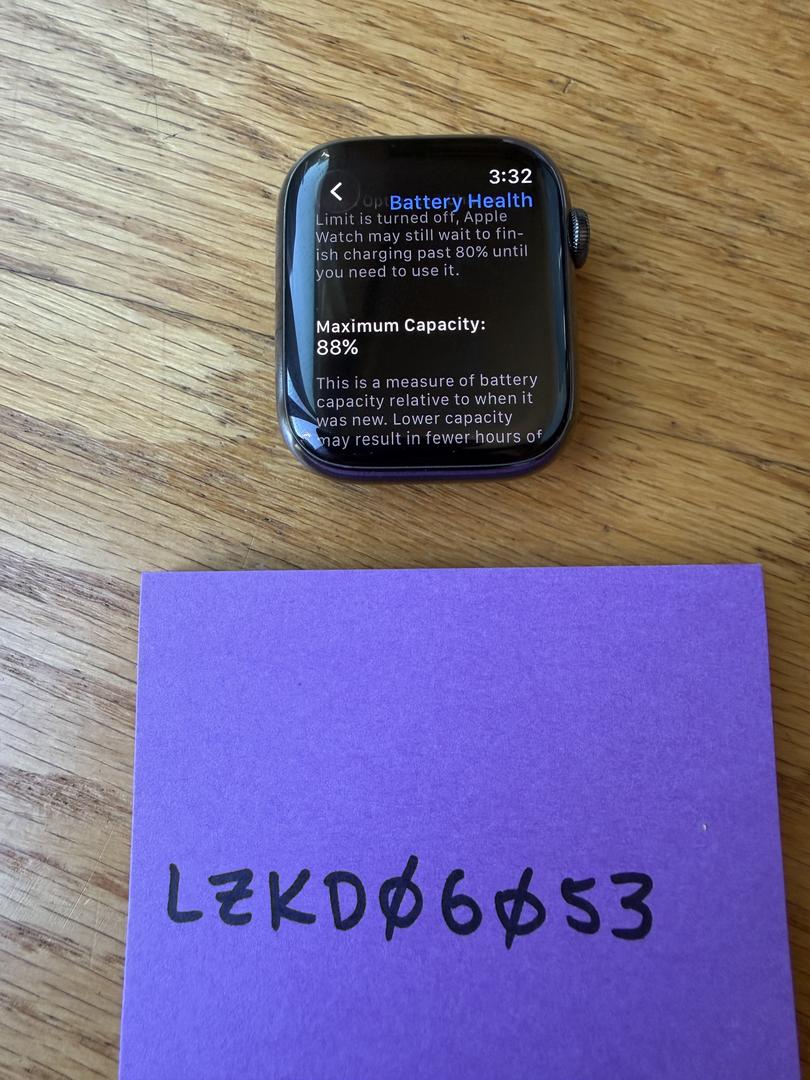 3:32
Battery Health
Limit is turned off, Apple
Watch may still wait to fin-
ish charging past 80% until
you need to use it.
Maximum Capacity:
88%
This is a measure of battery
capacity relative to when it
was new. Lower capacity
may result in fewer hours of
LZKD06053